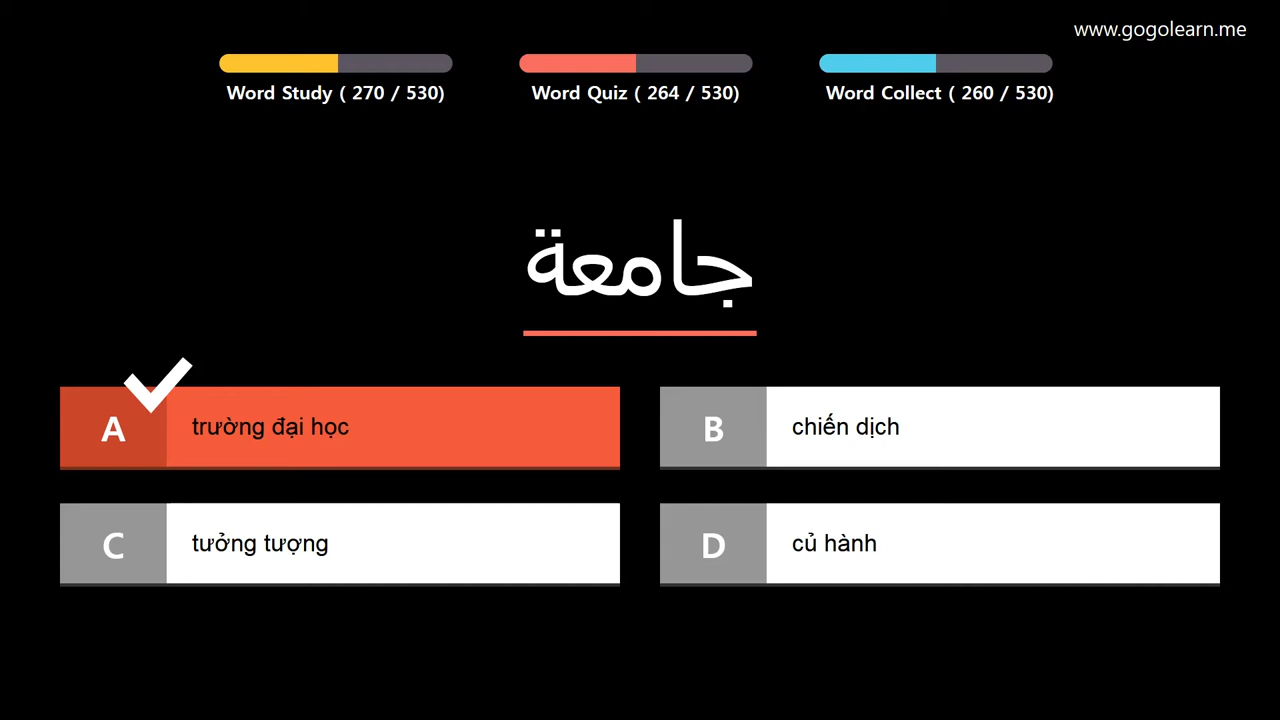 www.gogolearn.me
Word Study ( 270 / 530)
Word Quiz ( 264 / 530)
Word Collect ( 260 / 530)
جامعة
A trường đại học
B chiến dịch
C tưởng tượng
D củ hành